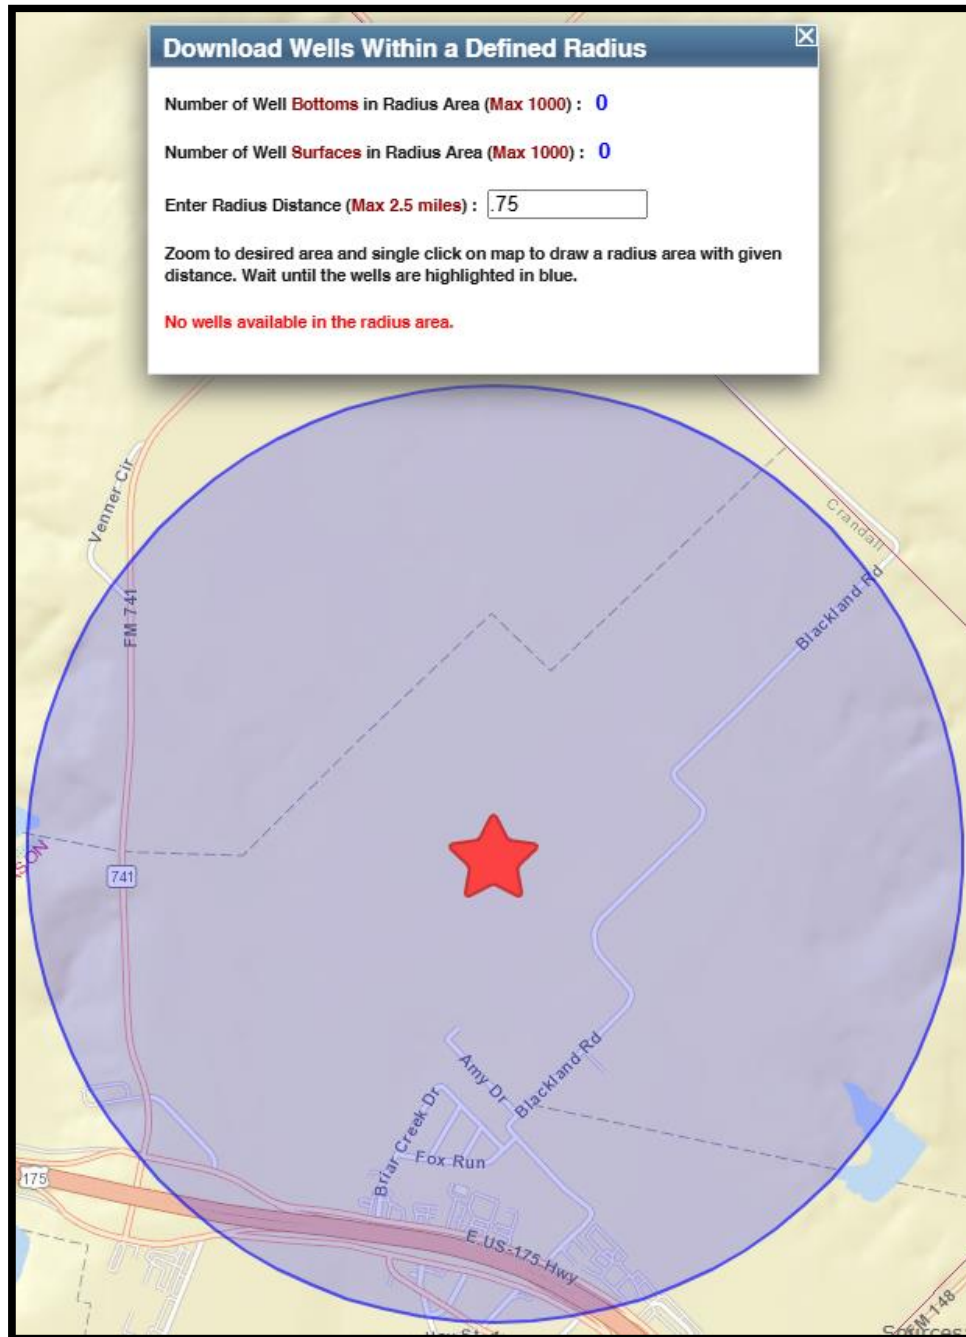 Download Wells Within a Defined Radius
Number of Well Bottoms in Radius Area (Max 1000) : 0
Number of Well Surfaces in Radius Area (Max 1000) : 0
Enter Radius Distance (Max 2.5 miles) : .75
Zoom to desired area and single click on map to draw a radius area with given
distance. Wait until the wells are highlighted in blue.
No wells available in the radius area.
Venner Cir
Crandall
FM 741
Blackland Rd
SON
741
Amy Dr
Blackland Rd
Briar Creek Dr
Fox Run
175
E US-175 Hwy
FM 148